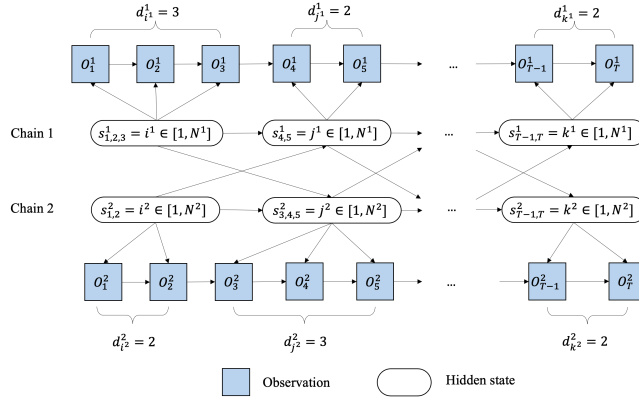 d^1_{i^1} = 3 d^1_{j^1} = 2 d^1_{k^1} = 2
O^1_1 O^1_2 O^1_3 O^1_4 O^1_5 ... O^1_{T−1} O^1_T
Chain 1 s^1_{1,2,3} = i^1 ∈ [1, N^1] s^1_{4,5} = j^1 ∈ [1, N^1] ... s^1_{T−1,T} = k^1 ∈ [1, N^1]
Chain 2 s^2_{1,2} = i^2 ∈ [1, N^2] s^2_{3,4,5} = j^2 ∈ [1, N^2] ... s^2_{T−1,T} = k^2 ∈ [1, N^2]
O^2_1 O^2_2 O^2_3 O^2_4 O^2_5 ... O^2_{T−1} O^2_T
d^2_{i^2} = 2 d^2_{j^2} = 3 d^2_{k^2} = 2
Observation Hidden state